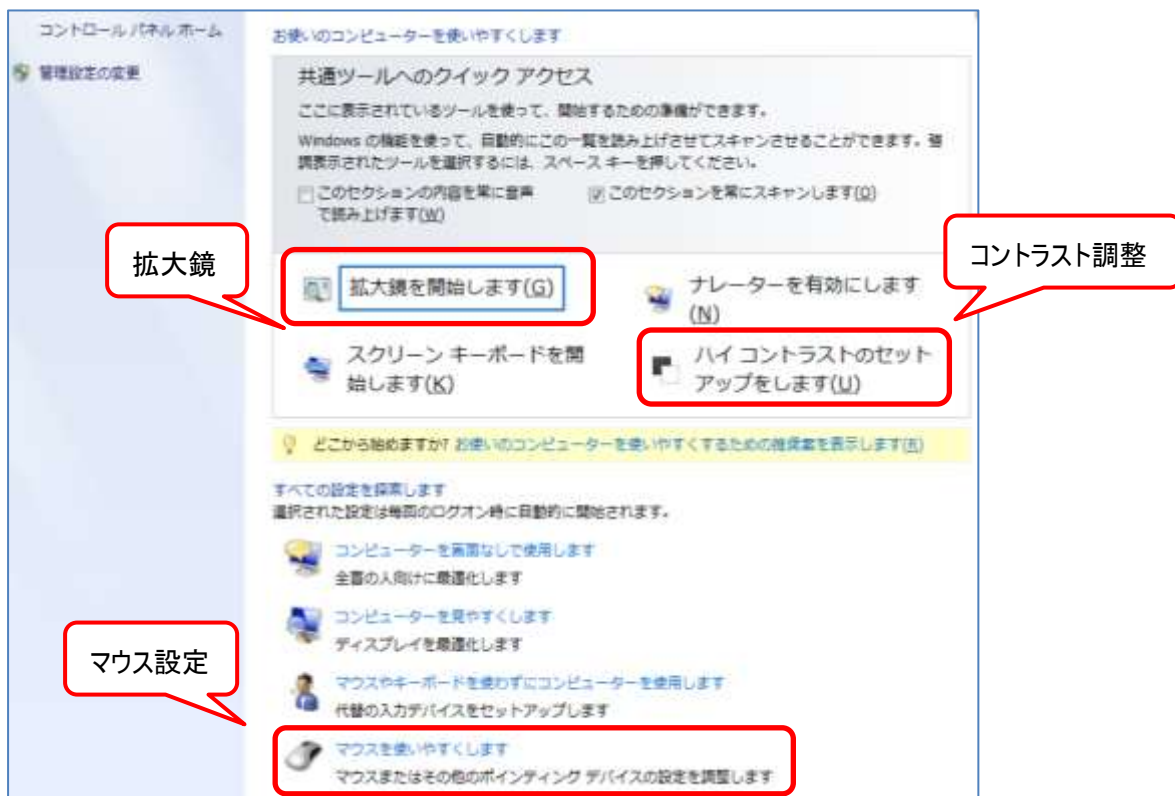 コントロール パネル ホーム
管理設定の変更
お使いのコンピューターを使いやすくします
共通ツールへのクイック アクセス
ここに表示されているツールを使って、開始するための準備ができます。
Windows の機能を使って、自動的にこの一覧を読み上げさせてスキャンさせることができます。強
調表示されたツールを選択するには、スペース キーを押してください。
このセクションの内容を常に音声
で読み上げます(W)
このセクションを常にスキャンします(O)
拡大鏡
コントラスト調整
拡大鏡を開始します(G)
ナレーターを有効にします
(N)
スクリーン キーボードを開
始します(K)
ハイ コントラストのセット
アップをします(U)
どこから始めますか? お使いのコンピューターを使いやすくするための推奨案を表示します(R)
すべての設定を探索します
選択された設定は毎回のログオン時に自動的に開始されます。
コンピューターを画面なしで使用します
全盲の人向けに最適化します
コンピューターを見やすくします
ディスプレイを最適化します
マウス設定
マウスやキーボードを使わずにコンピューターを使用します
代替の入力デバイスをセットアップします
マウスを使いやすくします
マウスまたはその他のポインティング デバイスの設定を調整します